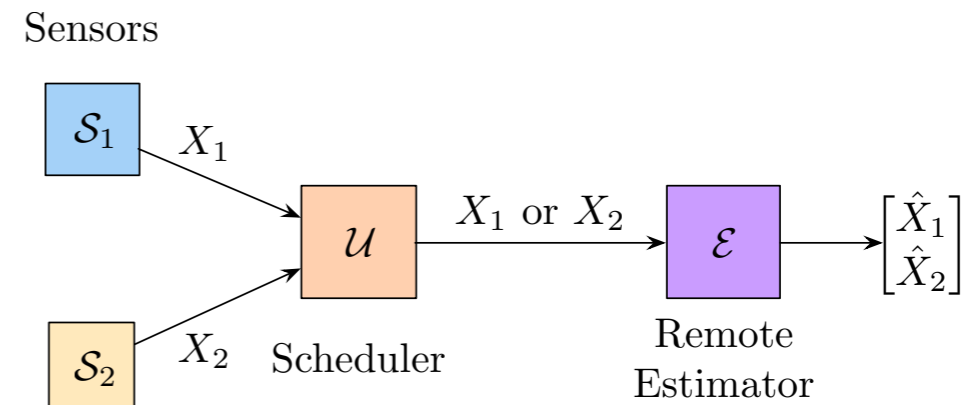 Sensors
𝒮₁
X₁
𝒰
X₁ or X₂
ℰ
[X̂₁
X̂₂]
𝒮₂
X₂
Scheduler
Remote
Estimator